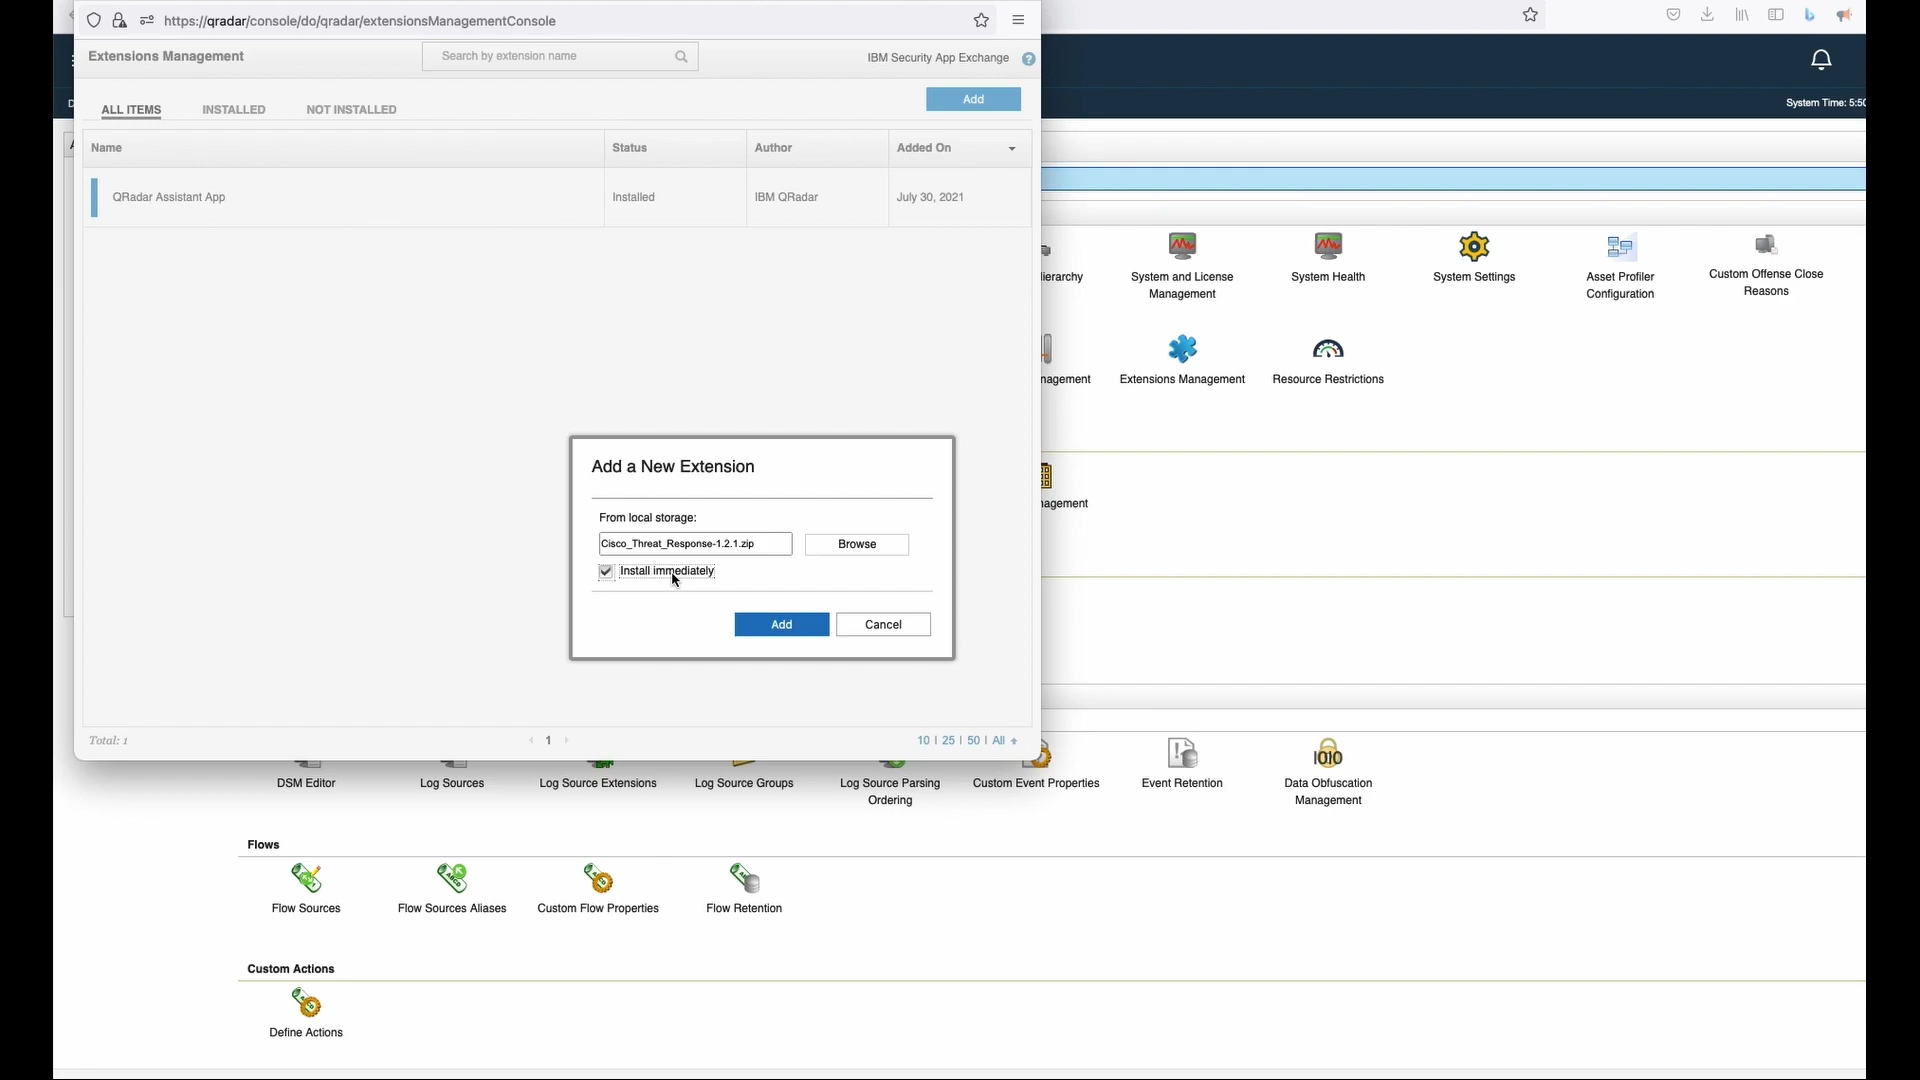 https://qradar/console/do/qradar/extensionsManagementConsole
Extensions Management
Search by extension name
IBM Security App Exchange
?
System Time: 5:50
ALL ITEMS
INSTALLED
NOT INSTALLED
Add
Name
Status
Author
Added On
QRadar Assistant App
Installed
IBM QRadar
July 30, 2021
System and License
Management
System Health
System Settings
Asset Profiler
Configuration
Custom Offense Close
Reasons
Extensions Management
Resource Restrictions
Add a New Extension
From local storage:
Cisco_Threat_Response-1.2.1.zip
Browse
Install immediately
Add
Cancel
Total: 1
1
10 | 25 | 50 | All
DSM Editor
Log Sources
Log Source Extensions
Log Source Groups
Log Source Parsing
Ordering
Custom Event Properties
Event Retention
Data Obfuscation
Management
Flows
Flow Sources
Flow Sources Aliases
Custom Flow Properties
Flow Retention
Custom Actions
Define Actions